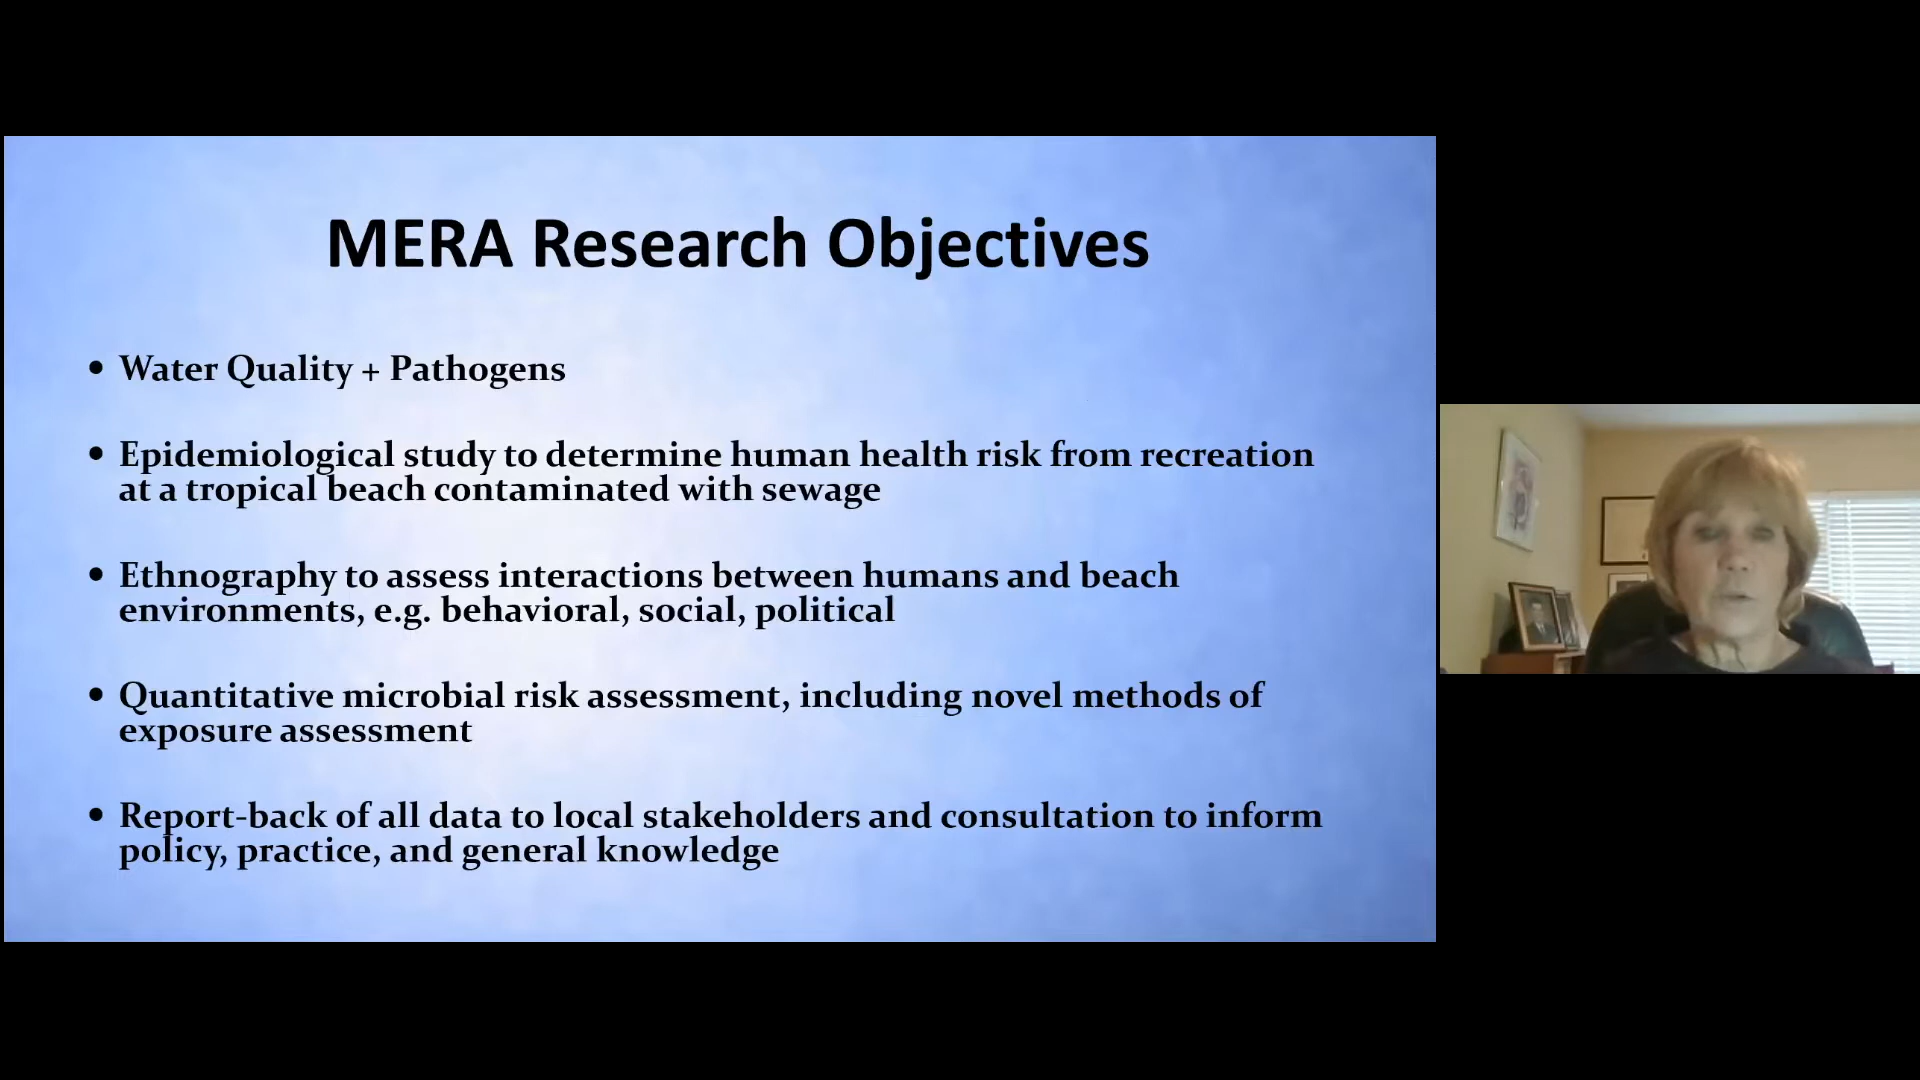 MERA Research Objectives
• Water Quality + Pathogens
• Epidemiological study to determine human health risk from recreation
at a tropical beach contaminated with sewage
• Ethnography to assess interactions between humans and beach
environments, e.g. behavioral, social, political
• Quantitative microbial risk assessment, including novel methods of
exposure assessment
• Report-back of all data to local stakeholders and consultation to inform
policy, practice, and general knowledge